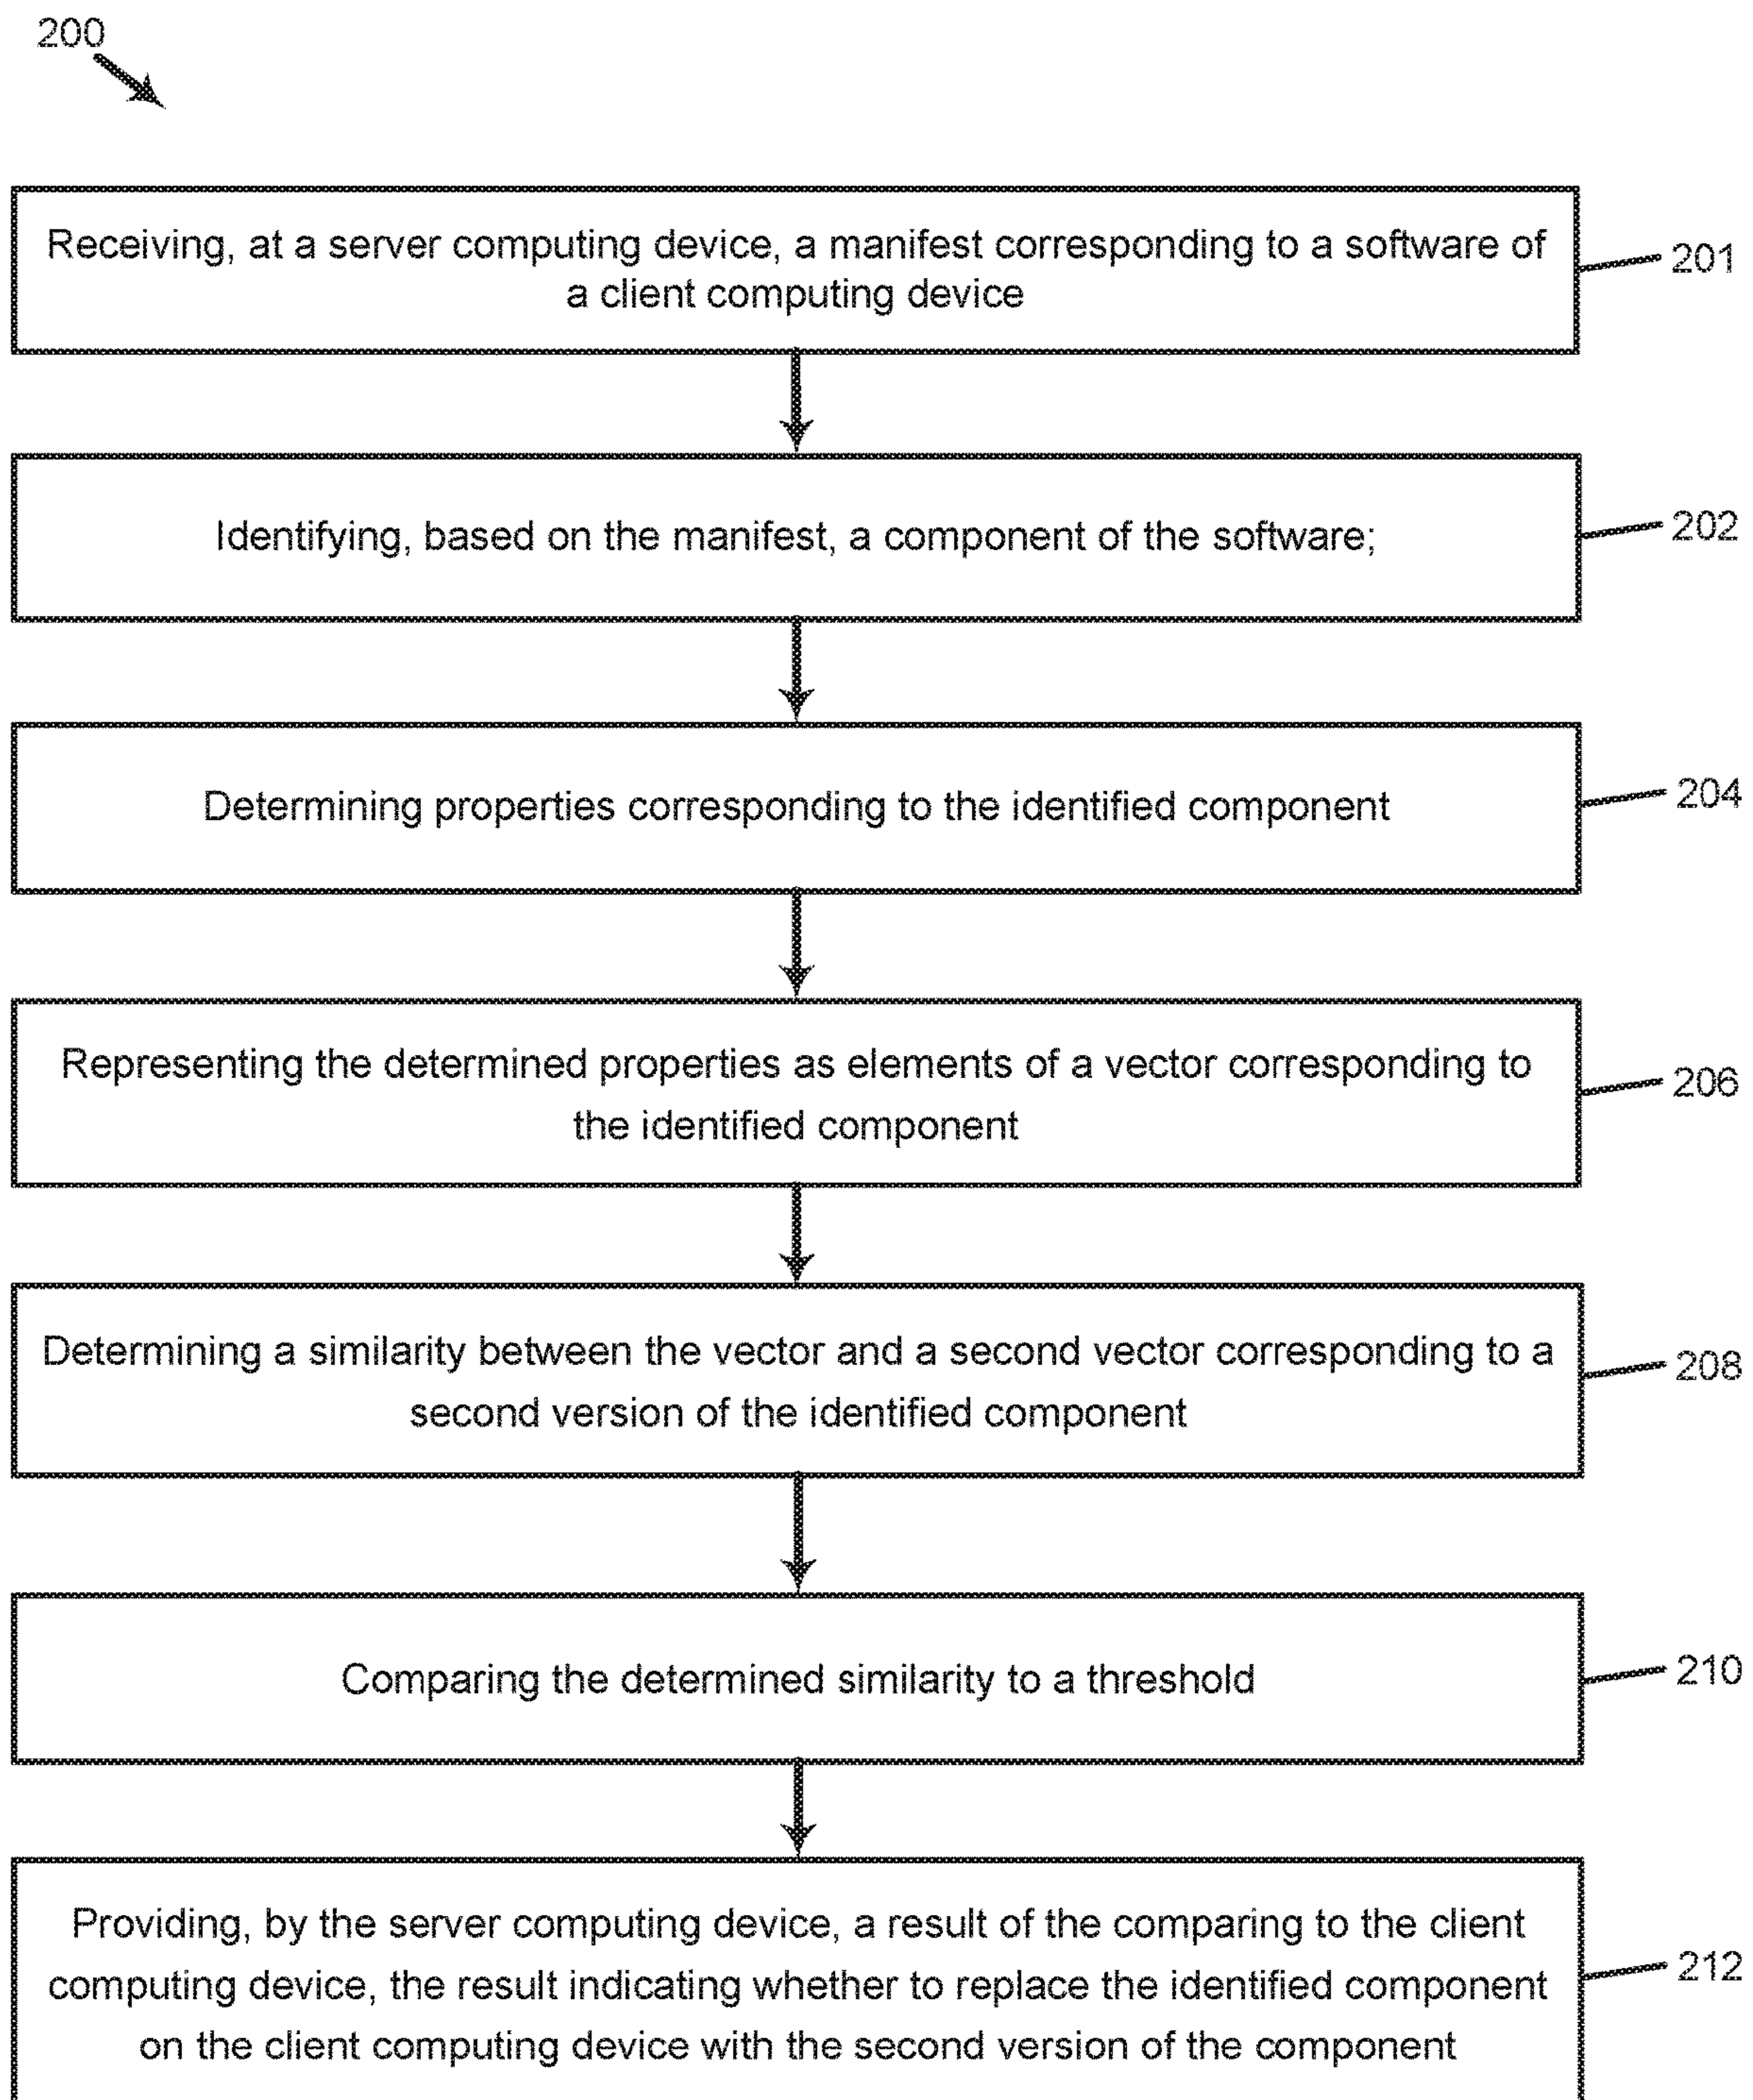 200
Receiving, at a server computing device, a manifest corresponding to a software of
a client computing device
201
Identifying, based on the manifest, a component of the software;
202
Determining properties corresponding to the identified component
204
Representing the determined properties as elements of a vector corresponding to
the identified component
206
Determining a similarity between the vector and a second vector corresponding to a
second version of the identified component
208
Comparing the determined similarity to a threshold
210
Providing, by the server computing device, a result of the comparing to the client
computing device, the result indicating whether to replace the identified component
on the client computing device with the second version of the component
212